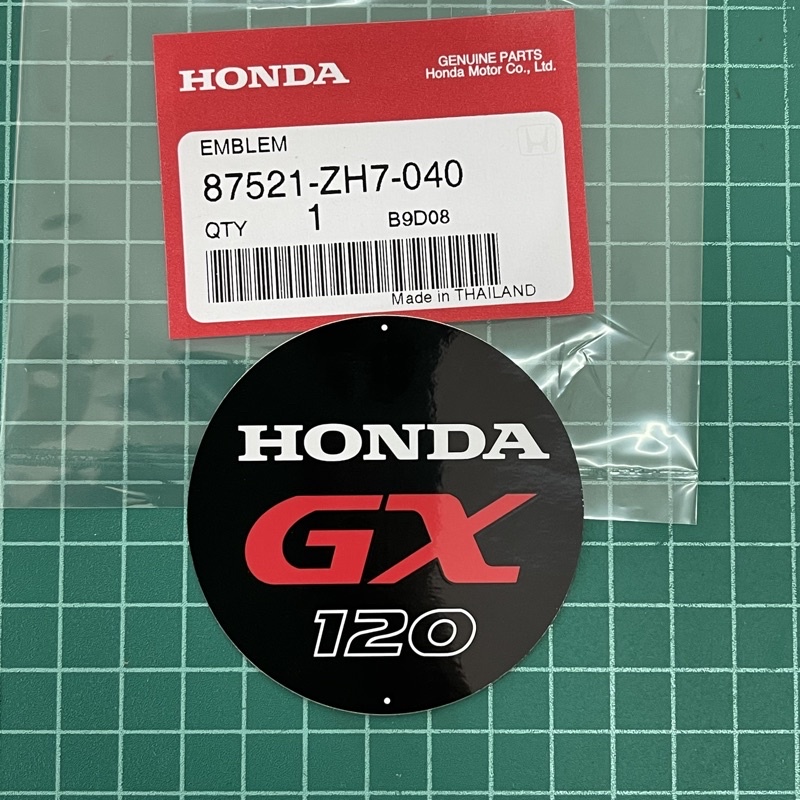 HONDA
GENUINE PARTS
Honda Motor Co., Ltd.
EMBLEM
87521-ZH7-040
QTY 1 B9D08
Made in THAILAND
HONDA
GX
120